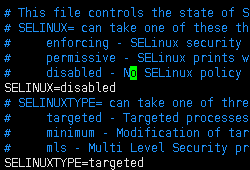 # This file controls the state of S
# SELINUX= can take one of these th
#     enforcing - SELinux security
#     permissive - SELinux prints w
#     disabled - No SELinux policy
SELINUX=disabled
# SELINUXTYPE= can take one of thre
#     targeted - Targeted processes
#     minimum - Modification of tar
#     mls - Multi Level Security pr
SELINUXTYPE=targeted